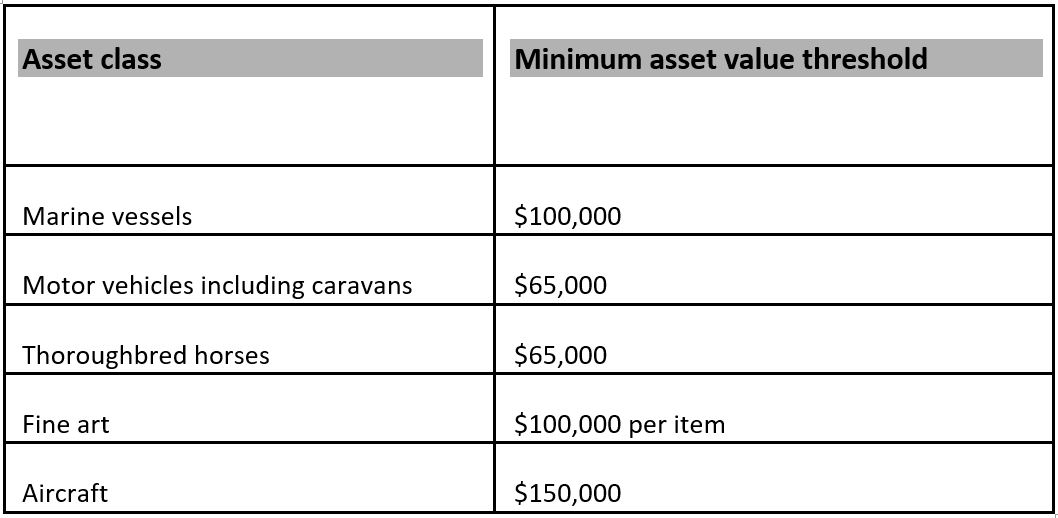 Asset class Minimum asset value threshold
Marine vessels $100,000
Motor vehicles including caravans $65,000
Thoroughbred horses $65,000
Fine art $100,000 per item
Aircraft $150,000